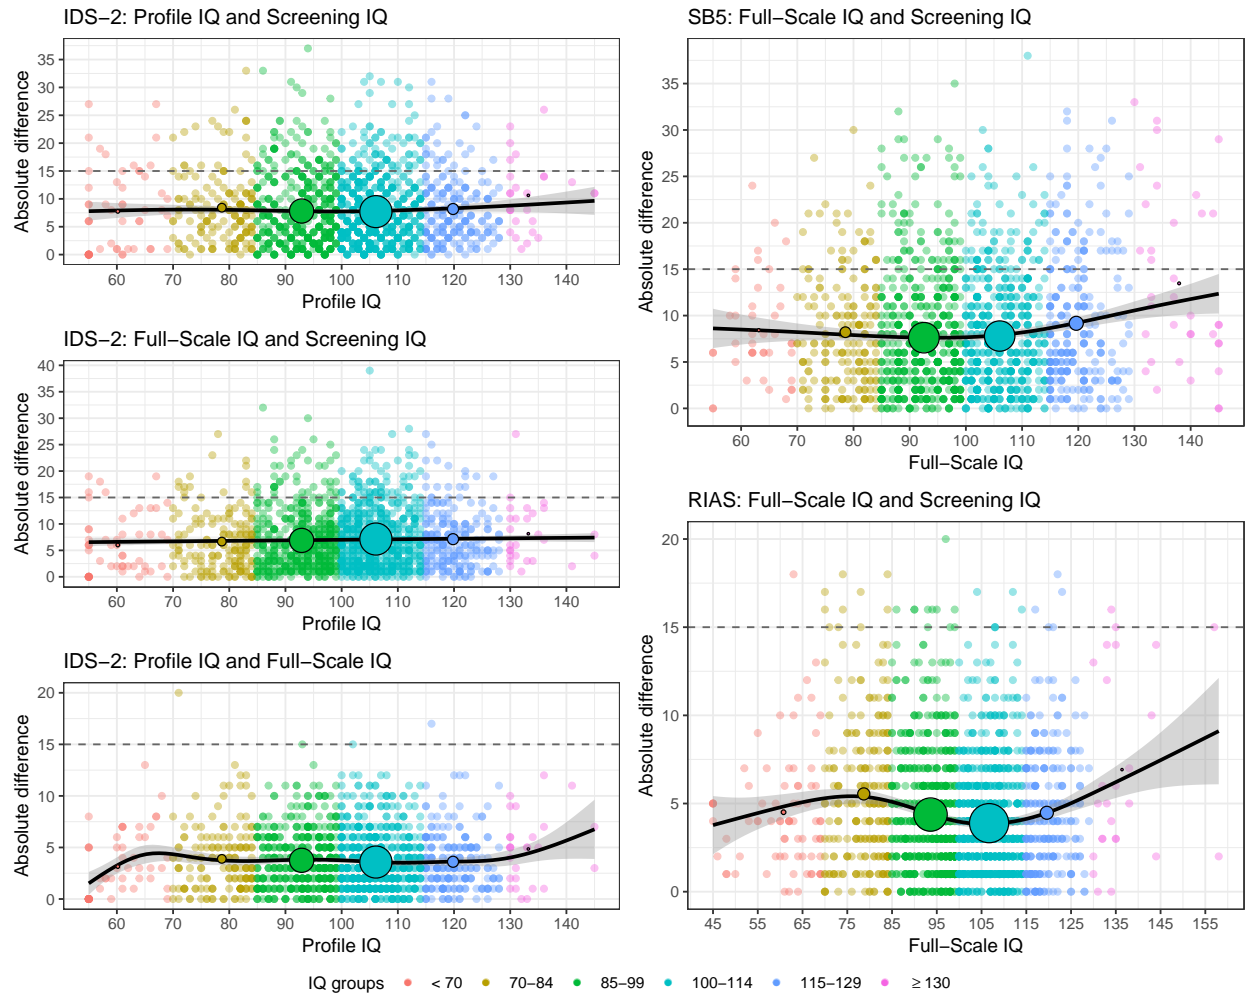 IDS−2: Profile IQ and Screening IQ
Absolute difference
35
30
25
20
15
10
5
0
60 70 80 90 100 110 120 130 140
Profile IQ
IDS−2: Full−Scale IQ and Screening IQ
Absolute difference
40
35
30
25
20
15
10
5
0
60 70 80 90 100 110 120 130 140
Profile IQ
IDS−2: Profile IQ and Full−Scale IQ
Absolute difference
20
15
10
5
0
60 70 80 90 100 110 120 130 140
Profile IQ
SB5: Full−Scale IQ and Screening IQ
Absolute difference
35
30
25
20
15
10
5
0
60 70 80 90 100 110 120 130 140
Full−Scale IQ
RIAS: Full−Scale IQ and Screening IQ
Absolute difference
20
15
10
5
0
45 55 65 75 85 95 105 115 125 135 145 155
Full−Scale IQ
IQ groups < 70 70−84 85−99 100−114 115−129 ≥ 130